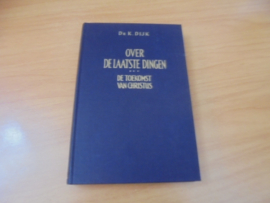 Dr K. DIJK
OVER
DE LAATSTE DINGEN
DE TOEKOMST
VAN CHRISTUS